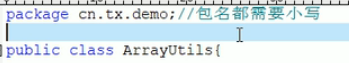 package cn.tx.demo;//包名都需要小写
public class ArrayUtils{